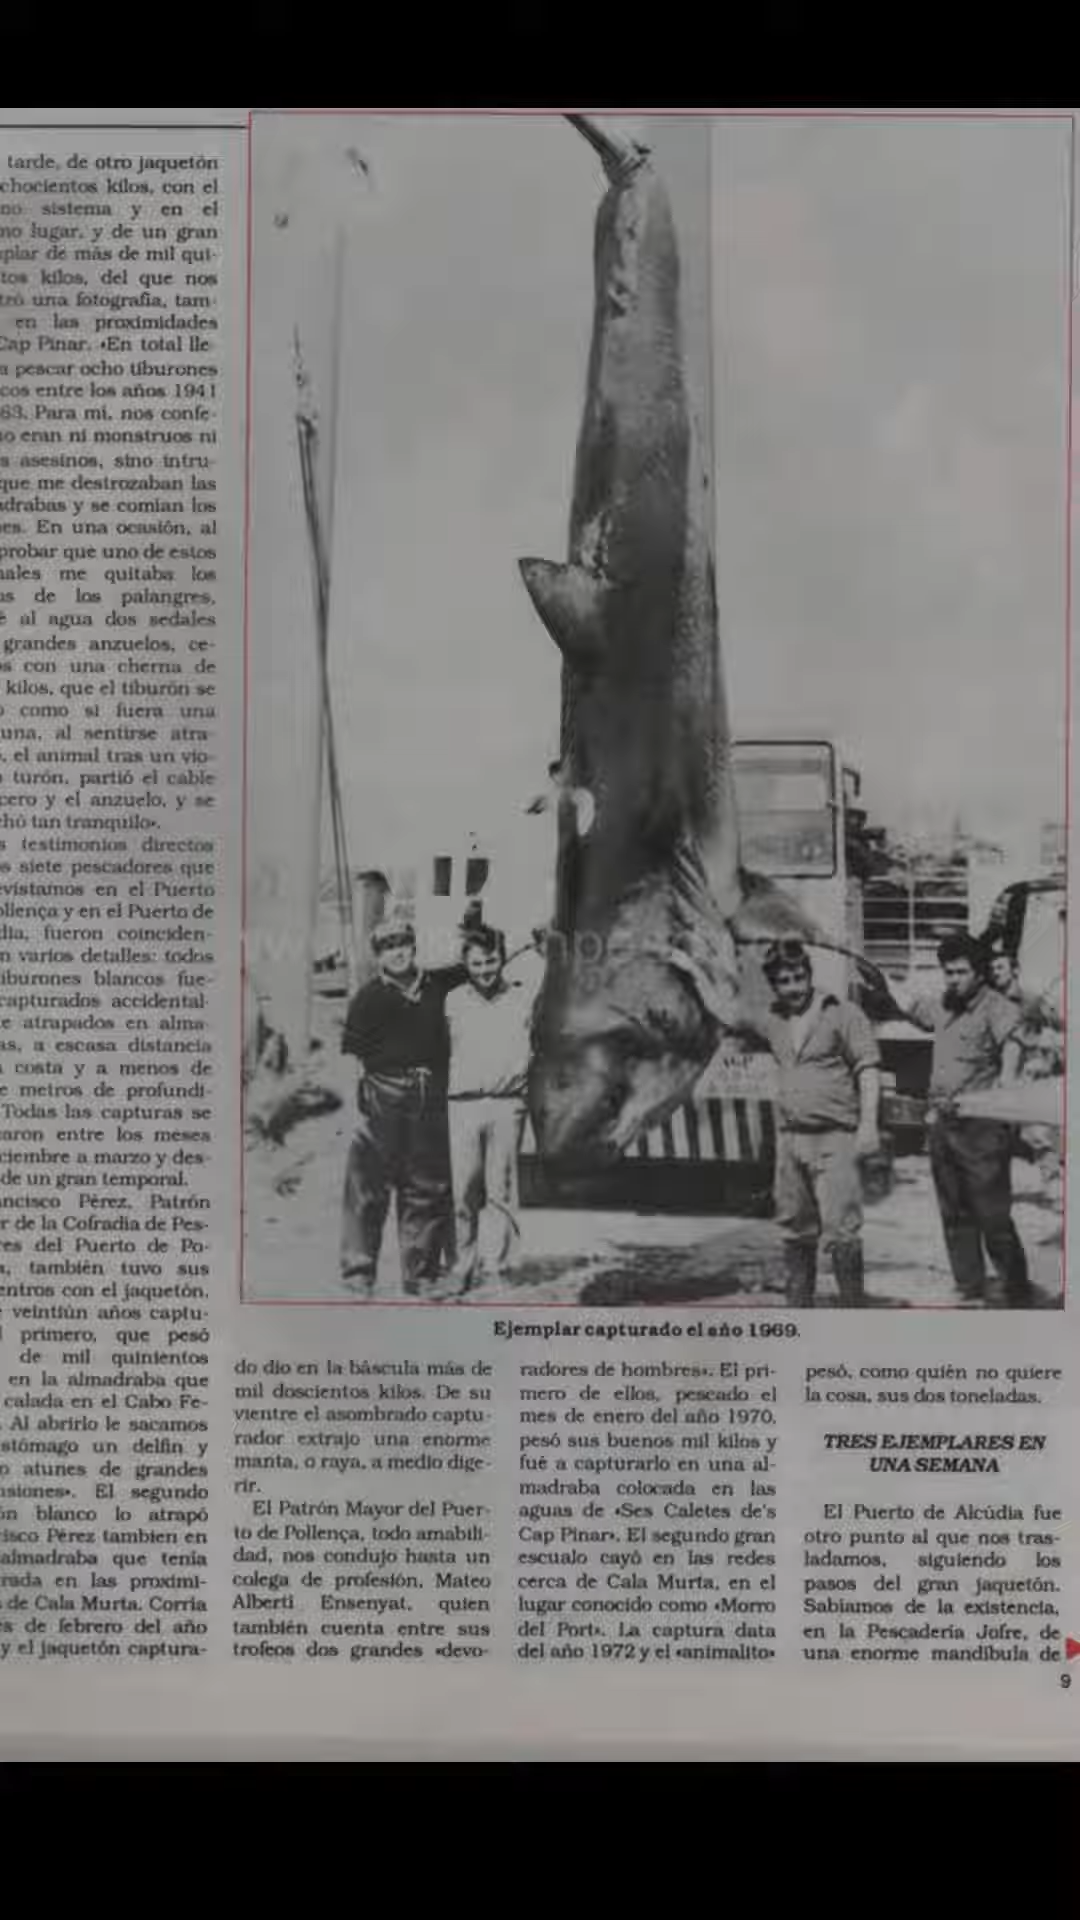 tarde, de otro jaquetón
chocientos kilos, con el
no sistema y en el
no lugar, y de un gran
plar de más de mil qui-
tos kilos, del que nos
tró una fotografía, tam-
en las proximidades
Cap Pinar. «En total lle-
a pescar ocho tiburones
cos entre los años 1941
63. Para mí, nos confe-
o eran ni monstruos ni
s asesinos, sino intru-
que me destrozaban las
adrabas y se comían los
es. En una ocasión, al
probar que uno de estos
nales me quitaba los
os de los palangres,
é al agua dos sedales
grandes anzuelos, ce-
s con una cherna de
kilos, que el tiburón se
o como si fuera una
una, al sentirse atra-
, el animal tras un vio-
turón, partió el cable
cero y el anzuelo, y se
chó tan tranquilo».
s testimonios directos
s siete pescadores que
evistamos en el Puerto
ollença y en el Puerto de
dia, fueron coinciden-
n varios detalles: todos
iburones blancos fue-
capturados accidental-
e atrapados en alma-
as, a escasa distancia
costa y a menos de
e metros de profundi-
Todas las capturas se
aron entre los meses
ciembre a marzo y des-
de un gran temporal.
ncisco Pérez, Patrón
r de la Cofradía de Pes-
res del Puerto de Po-
a, también tuvo sus
entros con el jaquetón.
veintiún años captu-
primero, que pesó
de mil quinientos
en la almadraba que
calada en el Cabo Fe-
. Al abrirlo le sacamos
stómago un delfin y
o atunes de grandes
nsiones». El segundo
ón blanco lo atrapó
cisco Pérez tambien en
almadraba que tenía
rada en las proximi-
de Cala Murta. Corría
s de febrero del año
y el jaquetón captura-
Ejemplar capturado el año 1969.
do dio en la báscula más de
mil doscientos kilos. De su
vientre el asombrado captu-
rador extrajo una enorme
manta, o raya, a medio dige-
rir.
El Patrón Mayor del Puer-
to de Pollença, todo amabili-
dad, nos condujo hasta un
colega de profesión, Mateo
Albertí Ensenyat, quien
también cuenta entre sus
trofeos dos grandes «devo-
radores de hombres». El pri-
mero de ellos, pescado el
mes de enero del año 1970,
pesó sus buenos mil kilos y
fué a capturarlo en una al-
madraba colocada en las
aguas de «Ses Caletes de's
Cap Pinar». El segundo gran
escualo cayó en las redes
cerca de Cala Murta, en el
lugar conocido como «Morro
del Port». La captura data
del año 1972 y el «animalito»
pesó, como quién no quiere
la cosa, sus dos toneladas.
TRES EJEMPLARES EN
UNA SEMANA
El Puerto de Alcúdia fue
otro punto al que nos tras-
ladamos, siguiendo los
pasos del gran jaquetón.
Sabíamos de la existencia,
en la Pescadería Jofre, de
una enorme mandíbula de
9